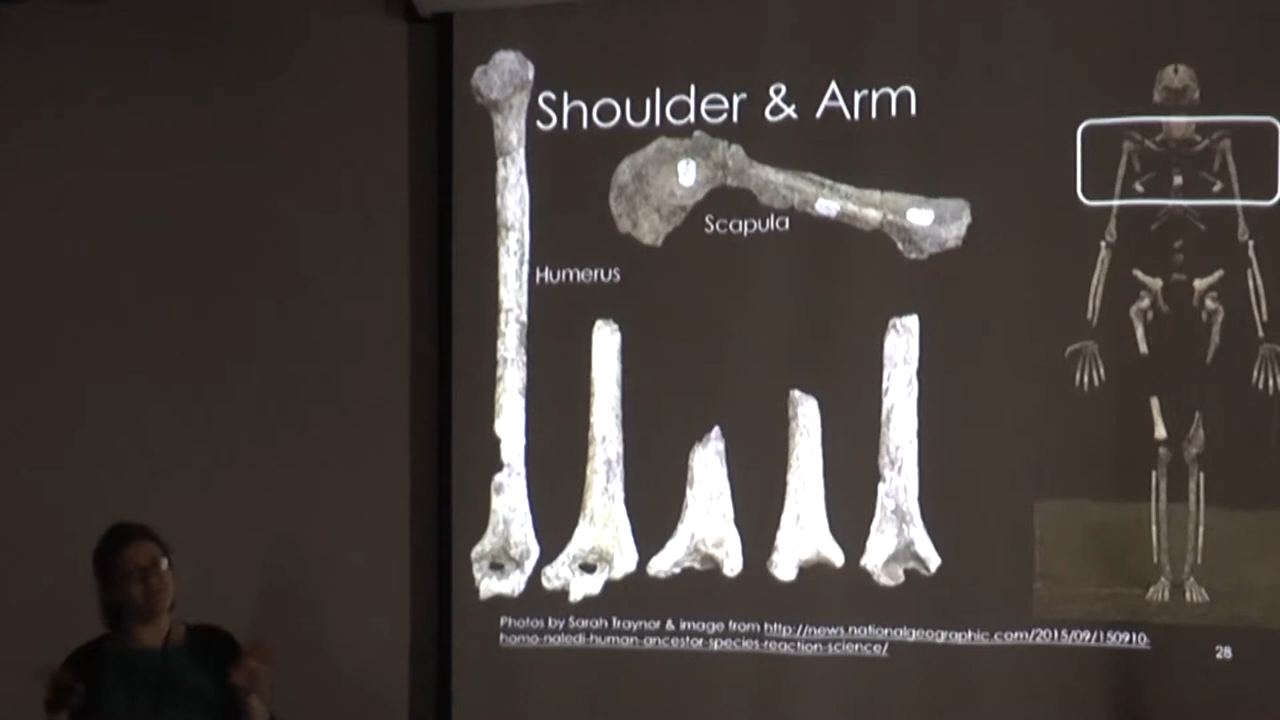 Shoulder & Arm
Scapula
Humerus
Photos by Sarah Traynor & image from http://news.nationalgeographic.com/2015/09/150910-
homo-naledi-human-ancestor-species-reaction-science/
28